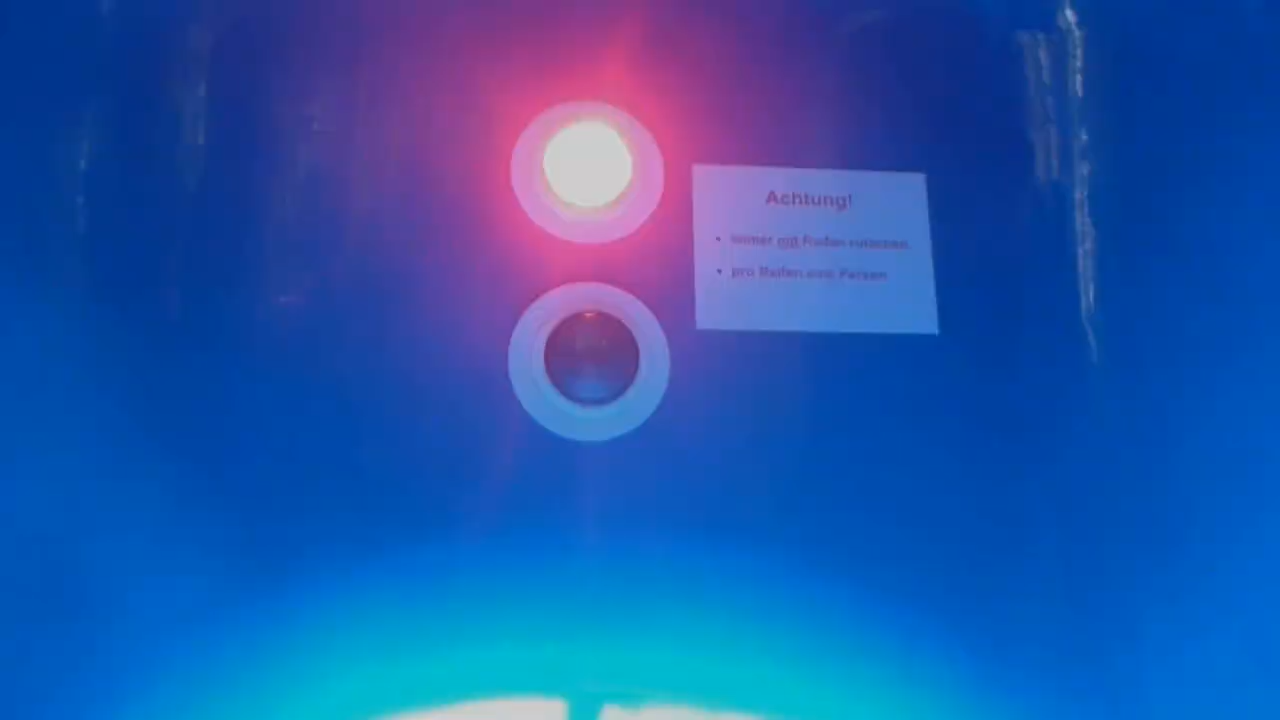 Achtung!
• immer mit Reifen rutschen
• pro Reifen eine Person